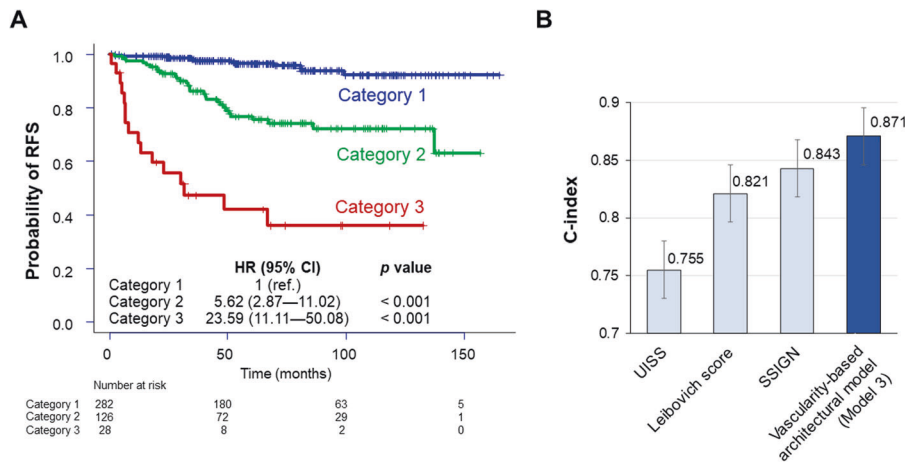 A
Probability of RFS
1.0
0.8
0.6
0.4
0.2
0.0
Category 1
Category 2
Category 3
HR (95% CI) p value
Category 1 1 (ref.)
Category 2 5.62 (2.87—11.02) < 0.001
Category 3 23.59 (11.11—50.08) < 0.001
0 50 100 150
Time (months)
Number at risk
Category 1 282 180 63 5
Category 2 126 72 29 1
Category 3 28 8 2 0
B
C-index
0.9
0.85
0.8
0.75
0.7
0.755
0.821
0.843
0.871
UISS
Leibovich score
SSIGN
Vascularity-based
architectural model
(Model 3)